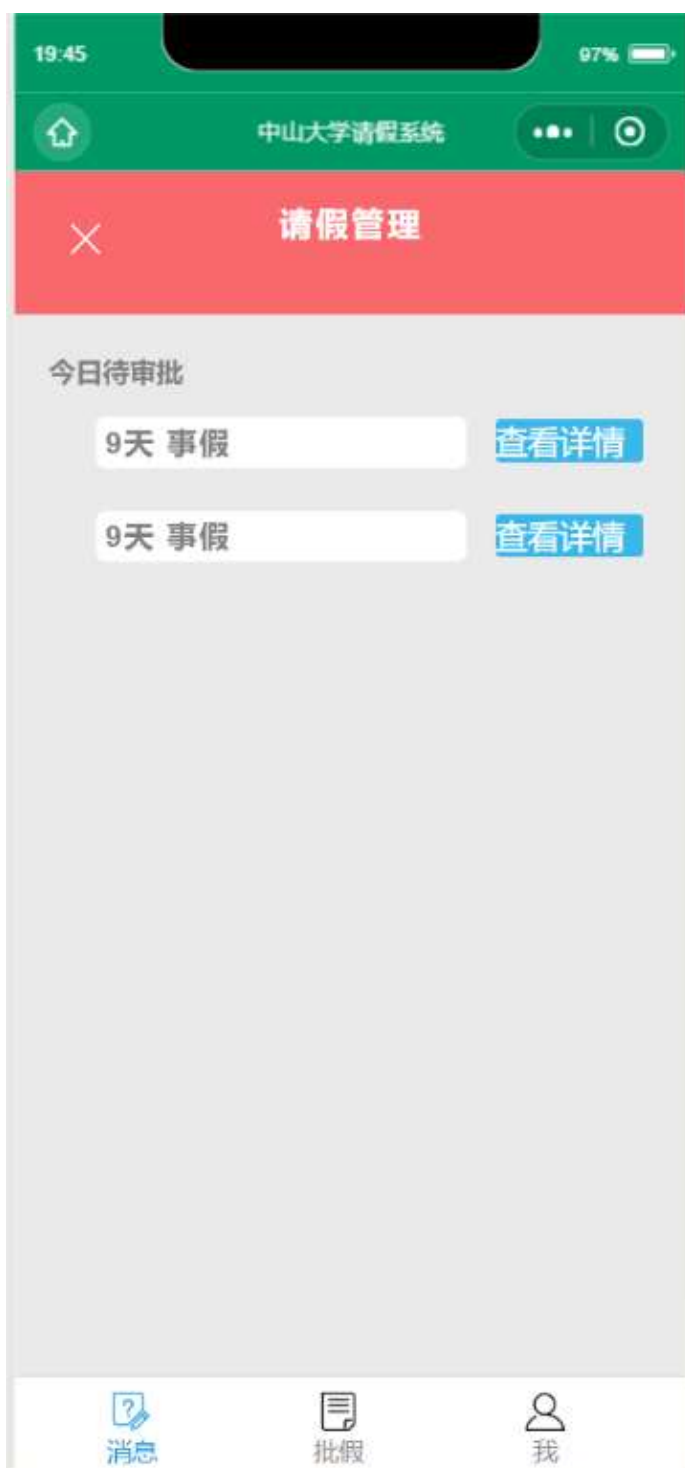 19:45 97%
中山大学请假系统
请假管理
今日待审批
9天 事假 查看详情
9天 事假 查看详情
消息 批假 我